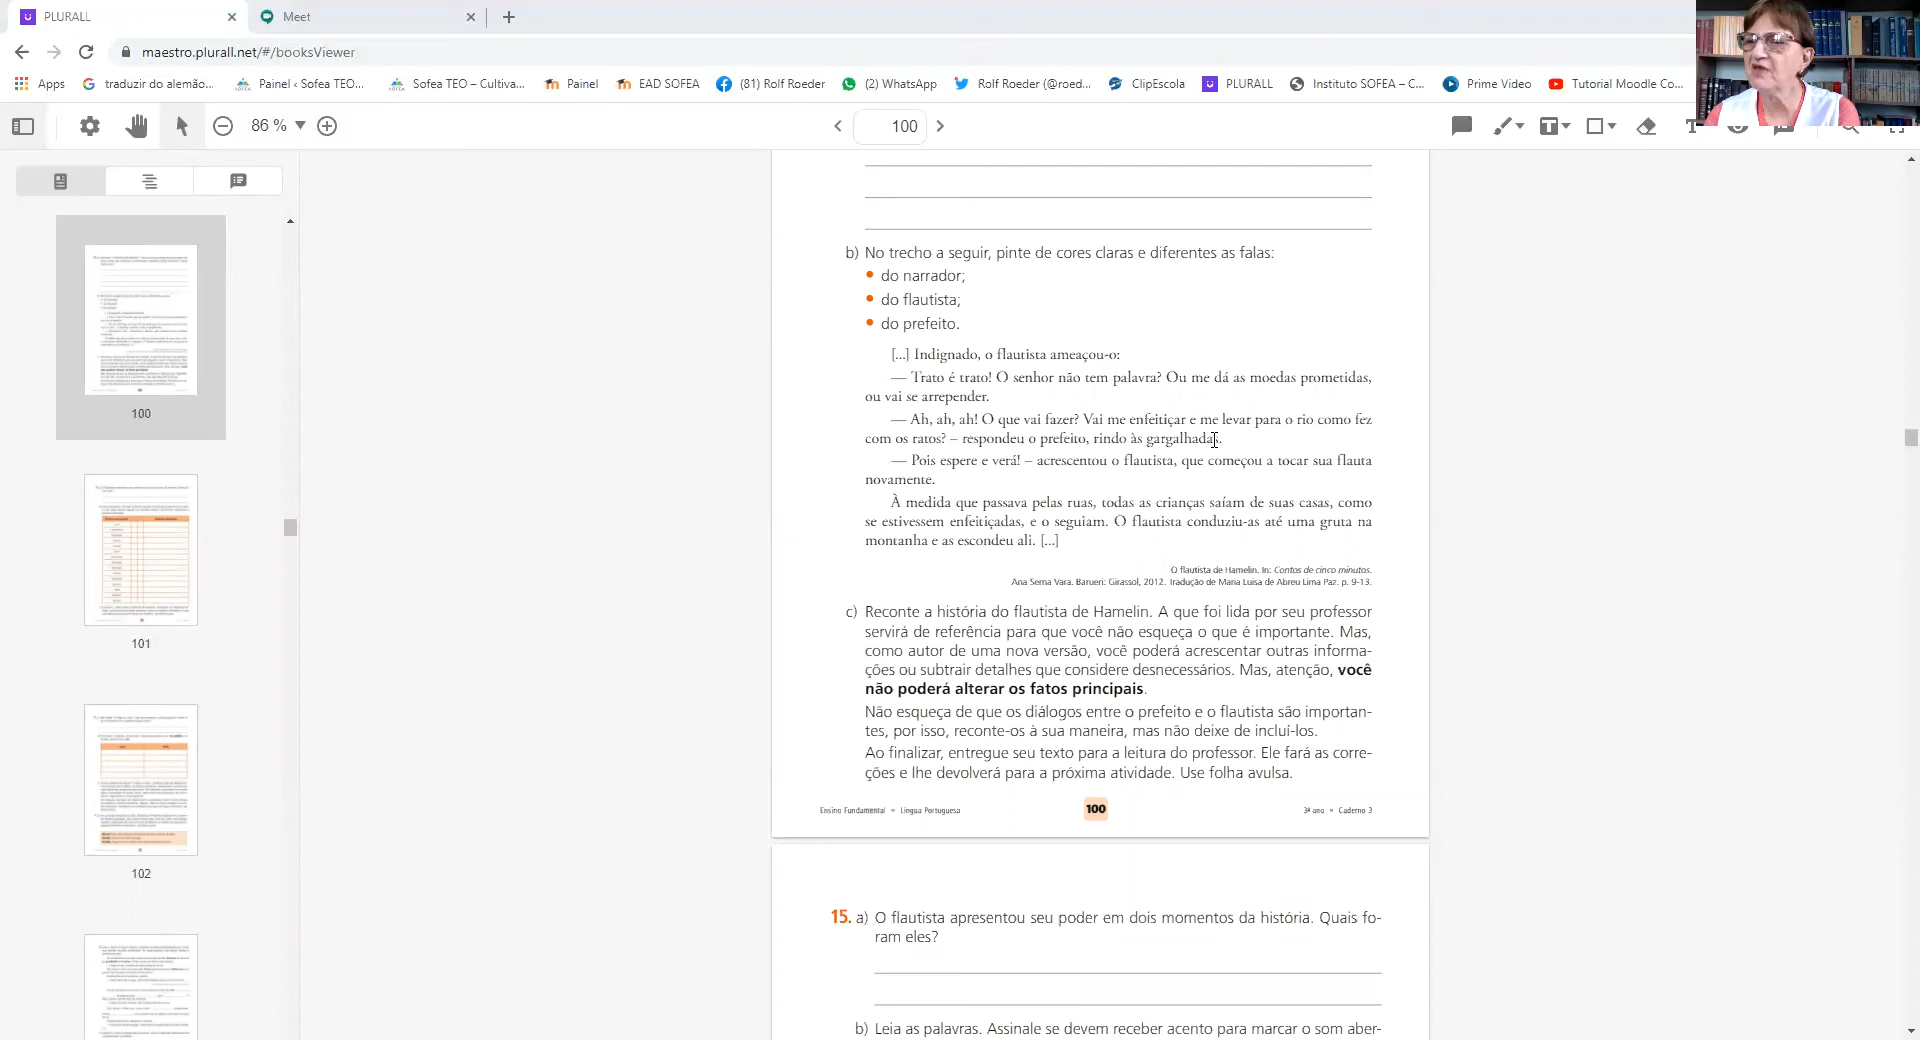 PLURALL
Meet
maestro.plurall.net/#/booksViewer
Apps
traduzir do alemão...
Painel ‹ Sofea TEO...
Sofea TEO – Cultiva...
Painel
EAD SOFEA
(81) Rolf Roeder
(2) WhatsApp
Rolf Roeder (@roed...
ClipEscola
PLURALL
Instituto SOFEA – C...
Prime Video
Tutorial Moodle Co...
86 %
100
b) No trecho a seguir, pinte de cores claras e diferentes as falas:
• do narrador;
• do flautista;
• do prefeito.
[...] Indignado, o flautista ameaçou-o:
— Trato é trato! O senhor não tem palavra? Ou me dá as moedas prometidas,
ou vai se arrepender.
— Ah, ah, ah! O que vai fazer? Vai me enfeitiçar e me levar para o rio como fez
com os ratos? – respondeu o prefeito, rindo às gargalhadas.
— Pois espere e verá! – acrescentou o flautista, que começou a tocar sua flauta
novamente.
À medida que passava pelas ruas, todas as crianças saíam de suas casas, como
se estivessem enfeitiçadas, e o seguiam. O flautista conduziu-as até uma gruta na
montanha e as escondeu ali. [...]
O flautista de Hamelin. In: Contos de cinco minutos.
Ana Serna Vara. Barueri: Girassol, 2012. Tradução de Maria Luisa de Abreu Lima Paz. p. 9-13.
c) Reconte a história do flautista de Hamelin. A que foi lida por seu professor
servirá de referência para que você não esqueça o que é importante. Mas,
como autor de uma nova versão, você poderá acrescentar outras informa-
ções ou subtrair detalhes que considere desnecessários. Mas, atenção, você
não poderá alterar os fatos principais.
Não esqueça de que os diálogos entre o prefeito e o flautista são importan-
tes, por isso, reconte-os à sua maneira, mas não deixe de incluí-los.
Ao finalizar, entregue seu texto para a leitura do professor. Ele fará as corre-
ções e lhe devolverá para a próxima atividade. Use folha avulsa.
Ensino Fundamental • Língua Portuguesa
100
3º ano • Caderno 3
15. a) O flautista apresentou seu poder em dois momentos da história. Quais fo-
ram eles?
b) Leia as palavras. Assinale se devem receber acento para marcar o som aber-
100
101
102